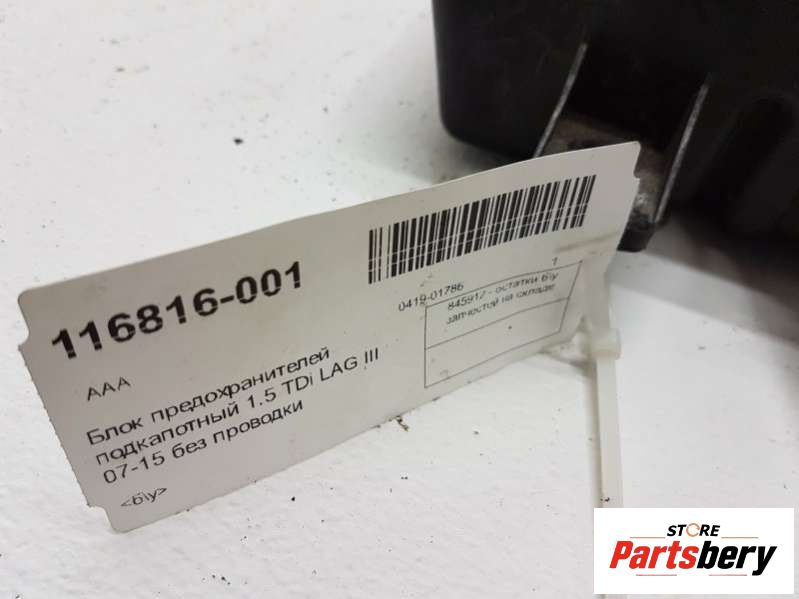 116816-001
AAA
Блок предохранителей
подкапотный 1.5 TDi LAG III
07-15 без проводки
<б\у>
0419-01786
1
845917 - остатки б\у
запчастей на складе
STORE
Partsbery